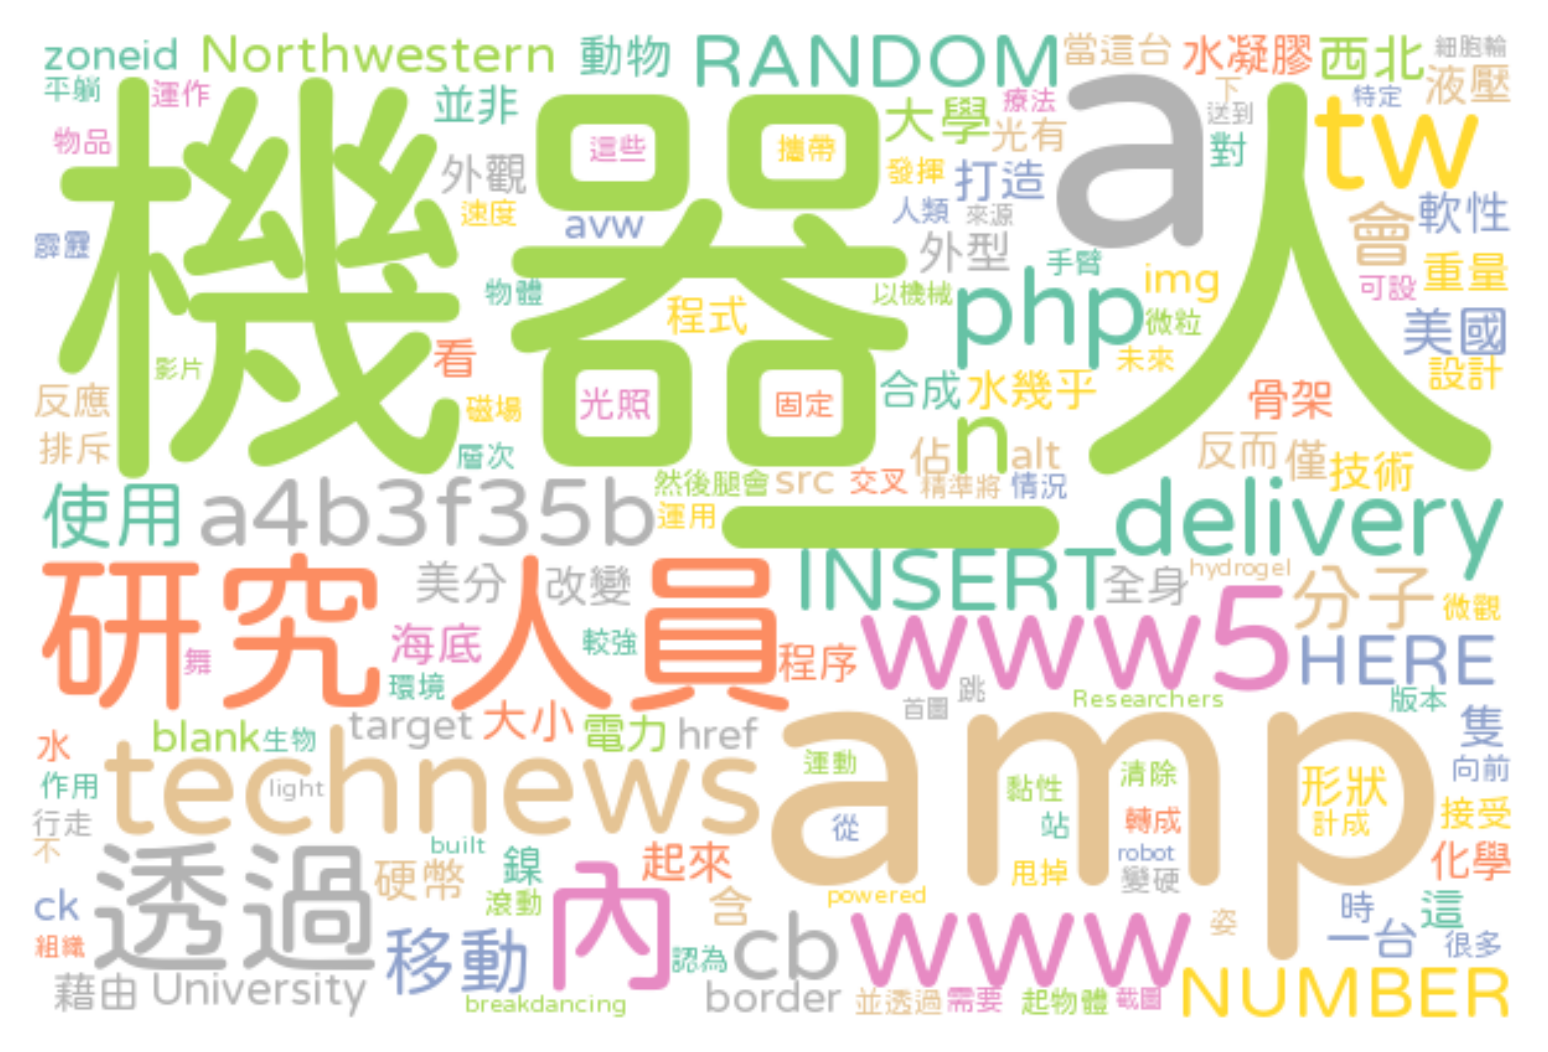 zoneid Northwestern 動物 RANDOM 當這台 水凝膠 西北 細胞輪
平躺 運作 並非 大學 療法 a 下 送到 特定 液壓
機器人 tw
物品 外觀 這些 攜帶 光有 對
速度 avw 發揮 打造 人類 來源 會 軟性
霹靂 物體 程式 外型 手臂 以機械 php img 微粒 可設 重量
影片 看 未來 美國 設計
反應 磁場 光照 固定 合成 水幾乎 骨架
排斥 層次 佔 n alt 反而 僅 技術
使用 a4b3f35b 然後腿會 src 交叉 精準將 情況 delivery
運用 一
研究人員 美分 改變 INSERT 全身 hydrogel 分子 微觀
舞 海底 較強 程序 www5 HERE
環境 首圖 跳 Researchers 版本
水 blank 生物 target 大小 電力 href amp 隻
作用 technews light 運動 黏性 清除 形狀 向前
行走 從 站 轉成 計成 接受
不 built robot
透過 硬幣 鎳 起來 甩掉 變硬 化學
ck 滾動 內 含 powered www 姿 時 這
組織 移動 認為 cb 一台 很多
藉由 University breakdancing border 並透過 需要 起物體 截圖 NUMBER